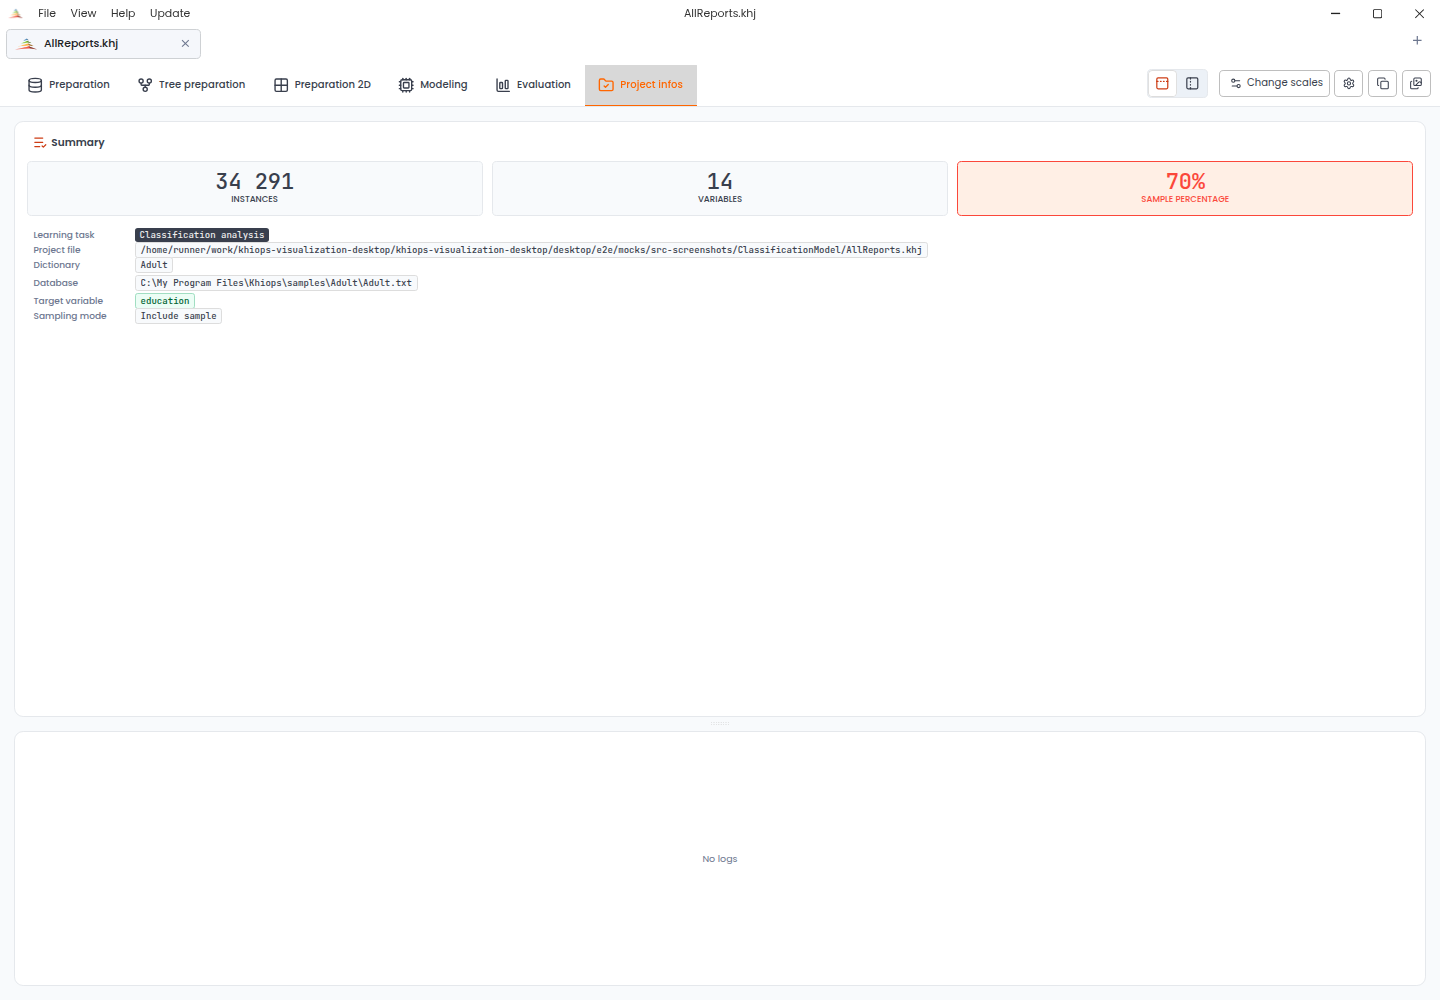 File View Help Update AllReports.khj
AllReports.khj
Preparation Tree preparation Preparation 2D Modeling Evaluation Project infos Change scales
Summary
34 291 14 70%
INSTANCES VARIABLES SAMPLE PERCENTAGE
Learning task Classification analysis
Project file /home/runner/work/khiops-visualization-desktop/khiops-visualization-desktop/desktop/e2e/mocks/src-screenshots/ClassificationModel/AllReports.khj
Dictionary Adult
Database C:\My Program Files\Khiops\samples\Adult\Adult.txt
Target variable education
Sampling mode Include sample
No logs